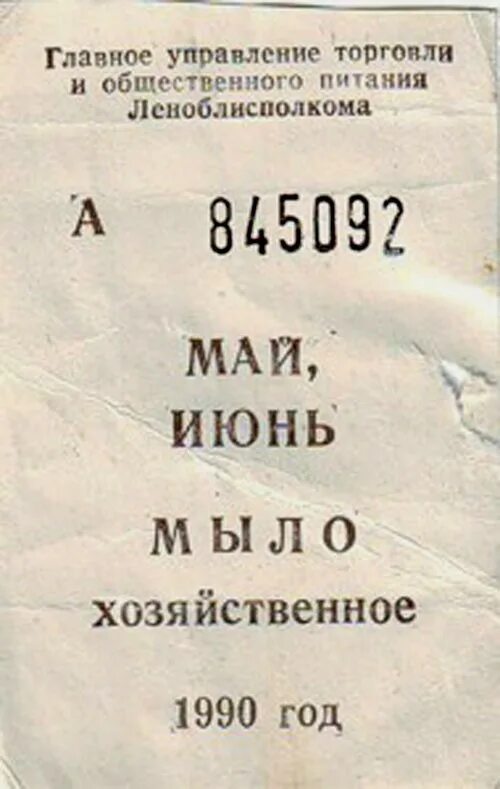 Главное управление торговли
и общественного питания
Леноблисполкома
А 845092
МАЙ,
ИЮНЬ
МЫЛО
хозяйственное
1990 год